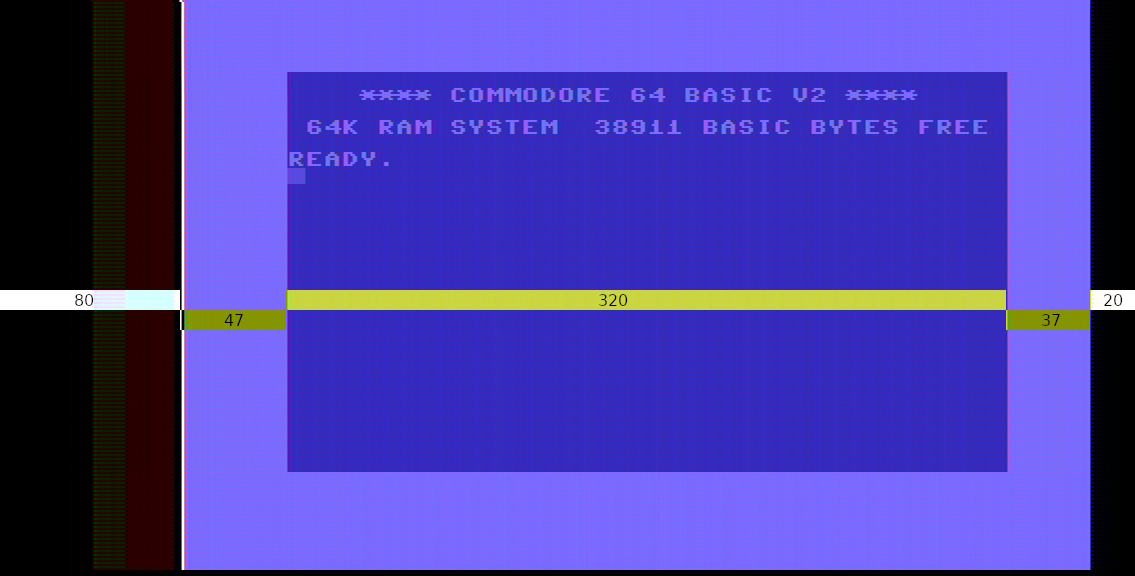 **** COMMODORE 64 BASIC V2 ****
64K RAM SYSTEM  38911 BASIC BYTES FREE
READY.
80 320 20
47 37